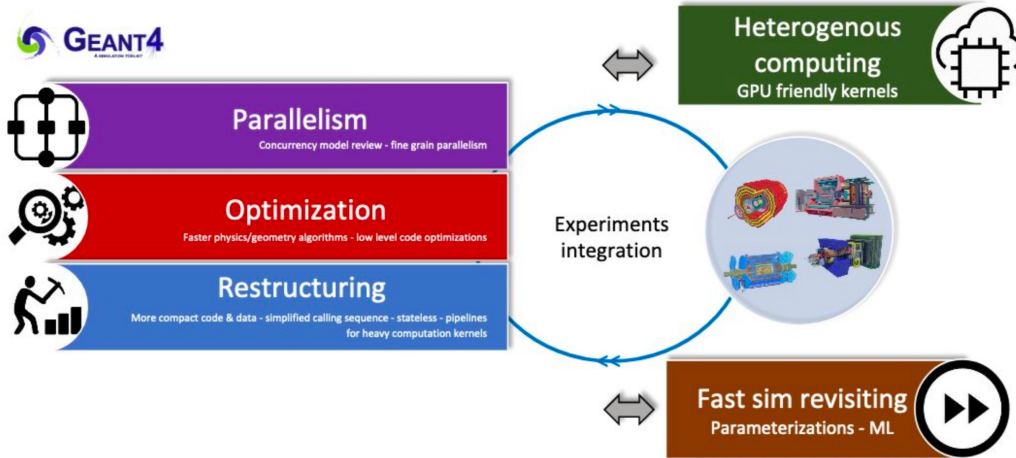 GEANT4
A SIMULATION TOOLKIT
Heterogenous
computing
GPU friendly kernels
Parallelism
Concurrency model review - fine grain parallelism
Optimization
Faster physics/geometry algorithms - low level code optimizations
Restructuring
More compact code & data - simplified calling sequence - stateless - pipelines
for heavy computation kernels
Experiments
integration
Fast sim revisiting
Parameterizations - ML